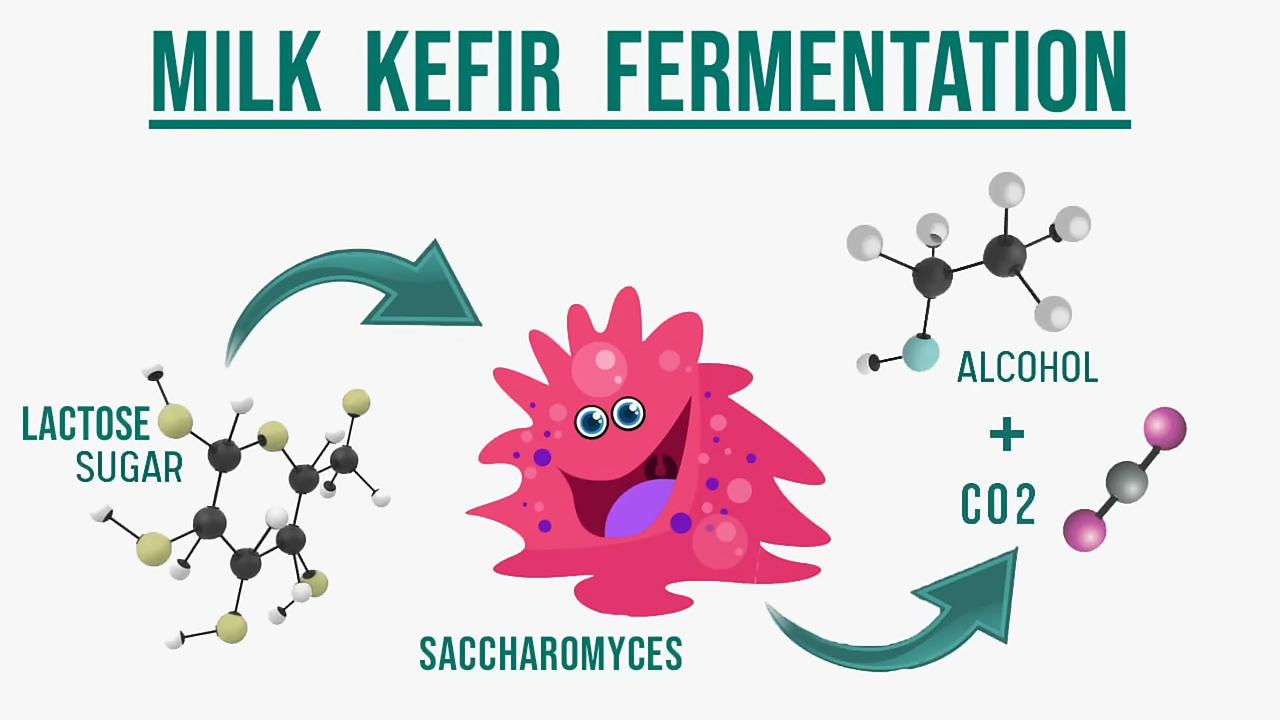 MILK KEFIR FERMENTATION
LACTOSE
SUGAR
SACCHAROMYCES
ALCOHOL
+
CO2